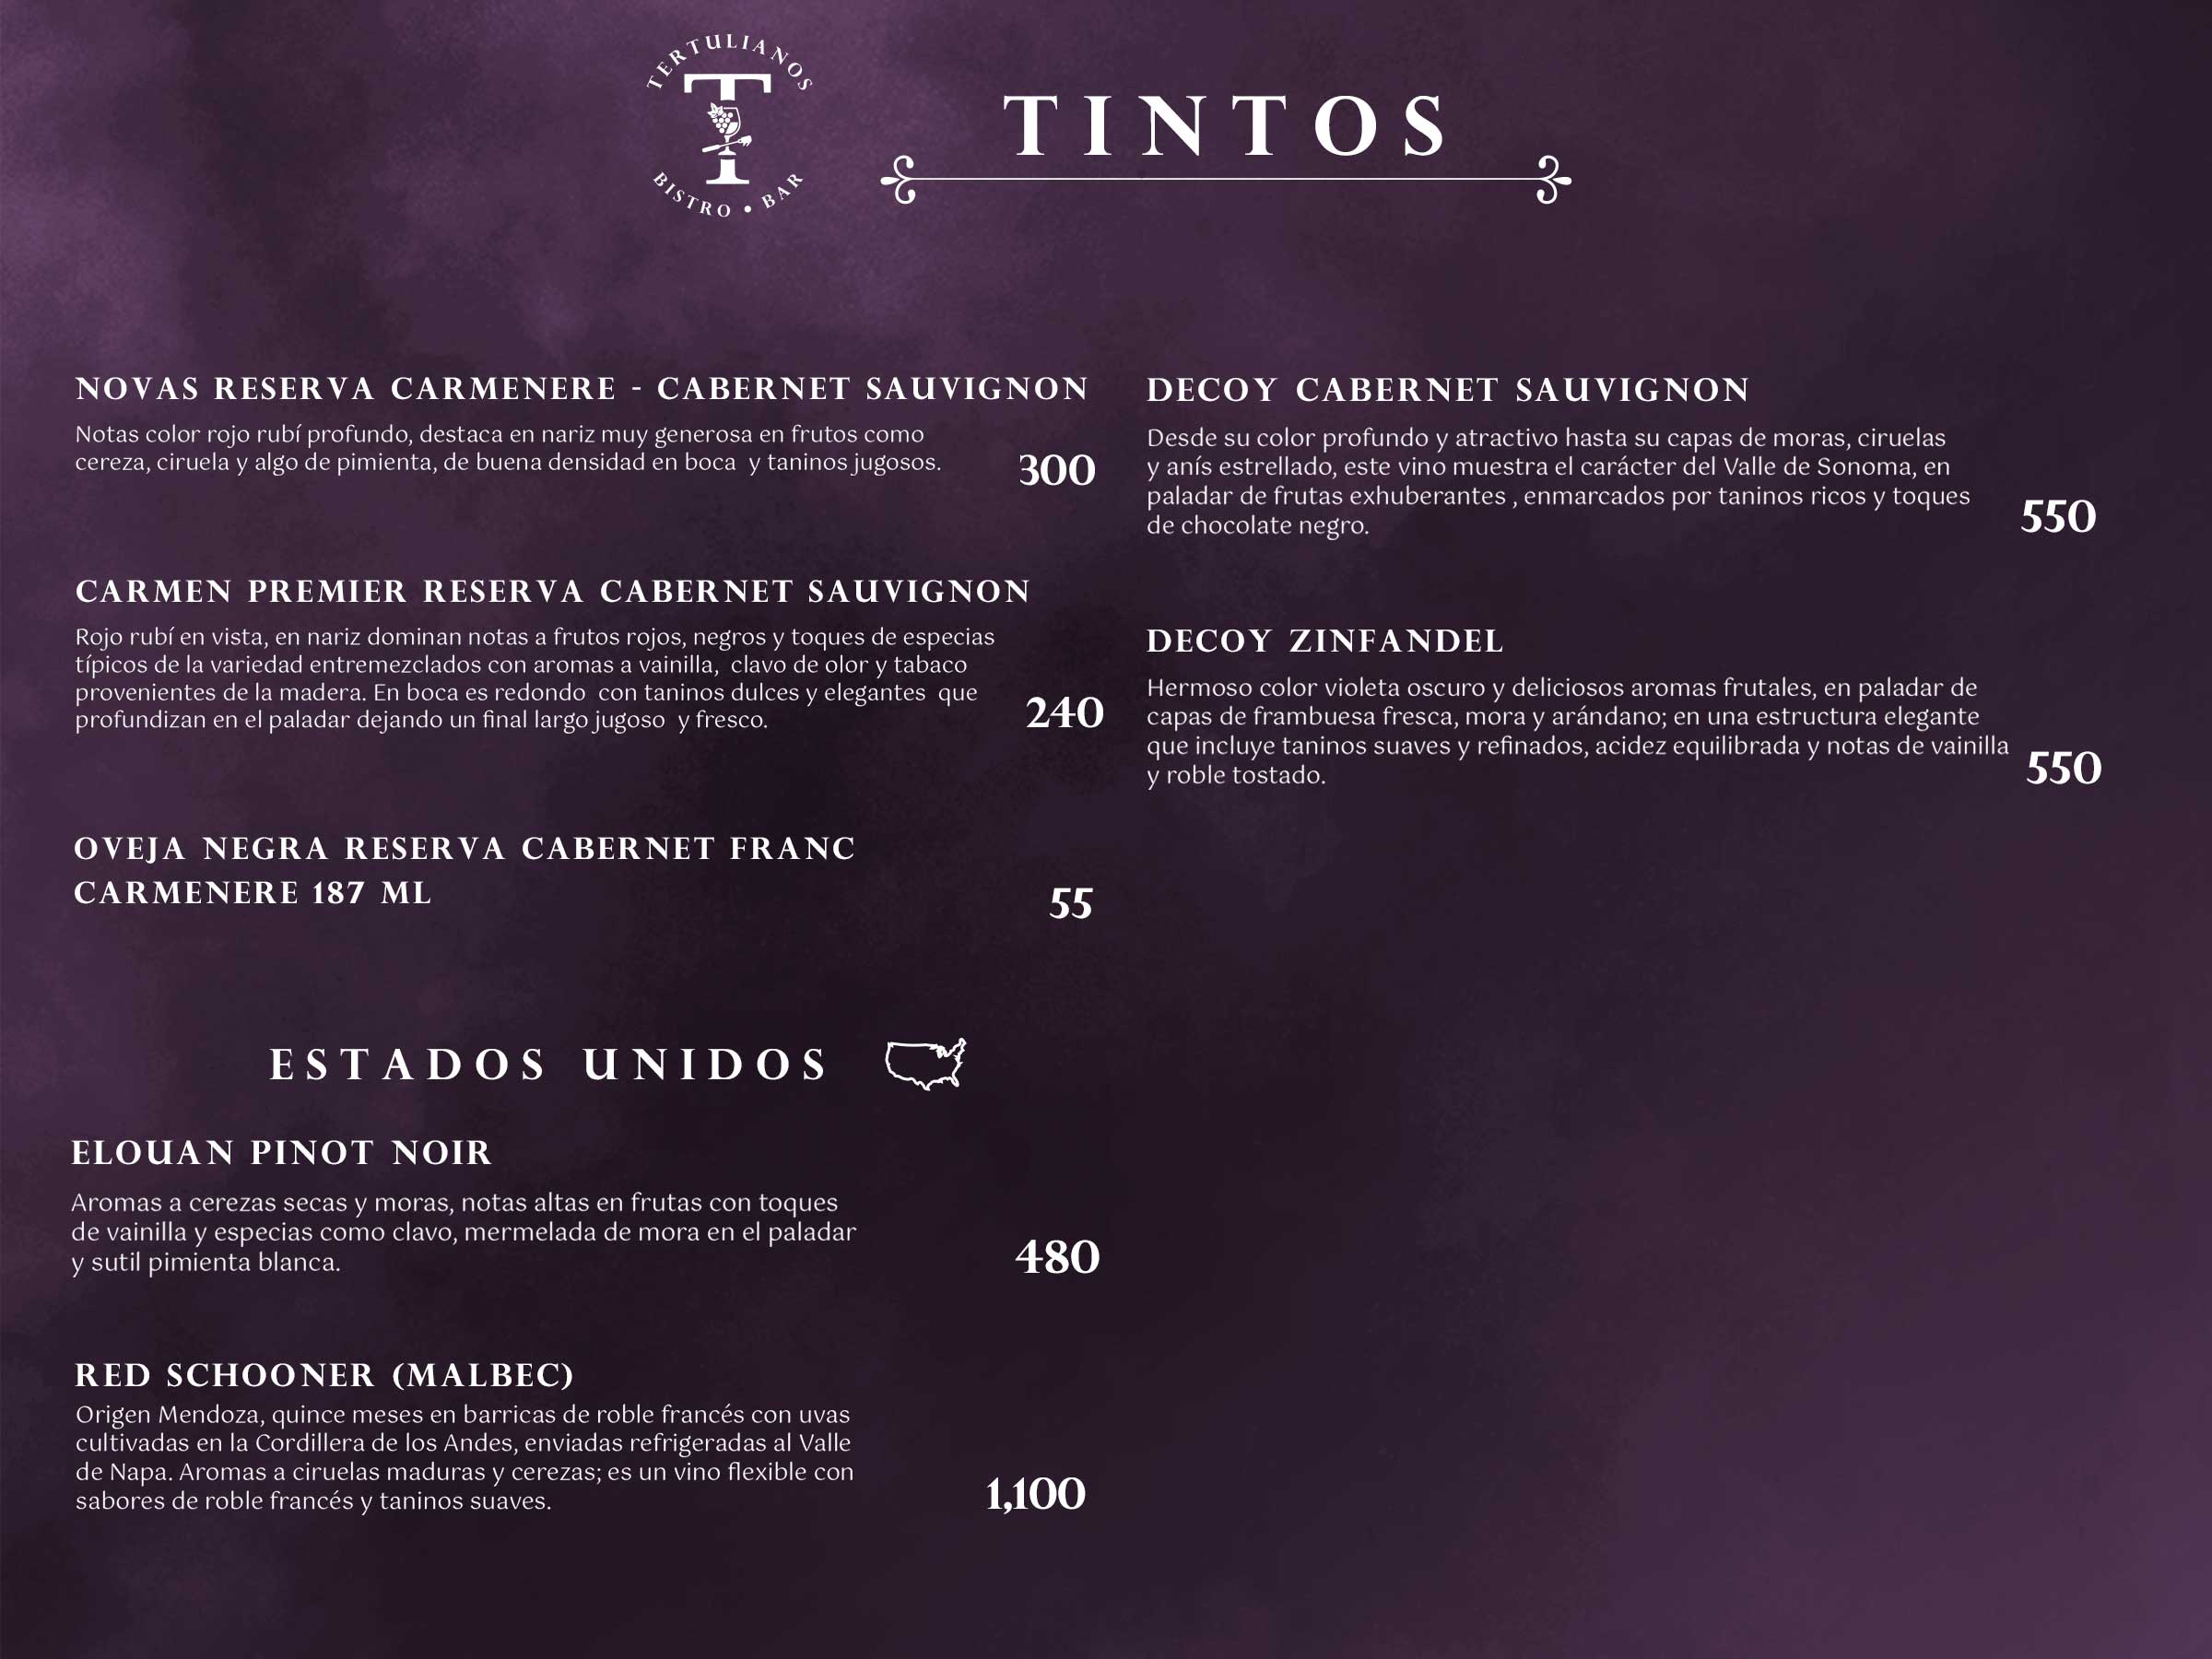 TERTULIANOS
T
BISTRO • BAR
TINTOS
NOVAS RESERVA CARMENERE - CABERNET SAUVIGNON
Notas color rojo rubí profundo, destaca en nariz muy generosa en frutos como
cereza, ciruela y algo de pimienta, de buena densidad en boca y taninos jugosos.
300
CARMEN PREMIER RESERVA CABERNET SAUVIGNON
Rojo rubí en vista, en nariz dominan notas a frutos rojos, negros y toques de especias
típicos de la variedad entremezclados con aromas a vainilla, clavo de olor y tabaco
provenientes de la madera. En boca es redondo con taninos dulces y elegantes que
profundizan en el paladar dejando un final largo jugoso y fresco.
240
OVEJA NEGRA RESERVA CABERNET FRANC
CARMENERE 187 ML
55
ESTADOS UNIDOS
ELOUAN PINOT NOIR
Aromas a cerezas secas y moras, notas altas en frutas con toques
de vainilla y especias como clavo, mermelada de mora en el paladar
y sutil pimienta blanca.
480
RED SCHOONER (MALBEC)
Origen Mendoza, quince meses en barricas de roble francés con uvas
cultivadas en la Cordillera de los Andes, enviadas refrigeradas al Valle
de Napa. Aromas a ciruelas maduras y cerezas; es un vino flexible con
sabores de roble francés y taninos suaves.
1,100
DECOY CABERNET SAUVIGNON
Desde su color profundo y atractivo hasta su capas de moras, ciruelas
y anís estrellado, este vino muestra el carácter del Valle de Sonoma, en
paladar de frutas exhuberantes , enmarcados por taninos ricos y toques
de chocolate negro.
550
DECOY ZINFANDEL
Hermoso color violeta oscuro y deliciosos aromas frutales, en paladar de
capas de frambuesa fresca, mora y arándano; en una estructura elegante
que incluye taninos suaves y refinados, acidez equilibrada y notas de vainilla
y roble tostado.
550